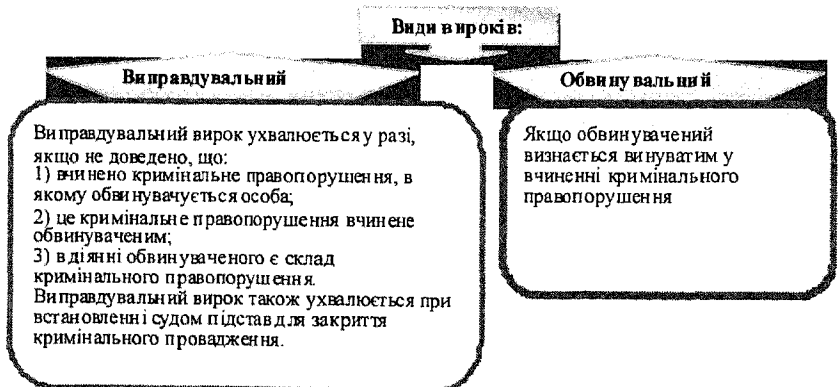 Види вироків:
Виправдувальний
Виправдувальний вирок ухвалюється у разі,
якщо не доведено, що:
1) вчинено кримінальне правопорушення, в
якому обвинувачується особа;
2) це кримінальне правопорушення вчинене
обвинуваченим;
3) в діянні обвинуваченого є склад
кримінального правопорушення.
Виправдувальний вирок також ухвалюється при
встановленні судом підстав для закриття
кримінального провадження.
Обвинувальний
Якщо обвинувачений
визнається винуватим у
вчиненні кримінального
правопорушення